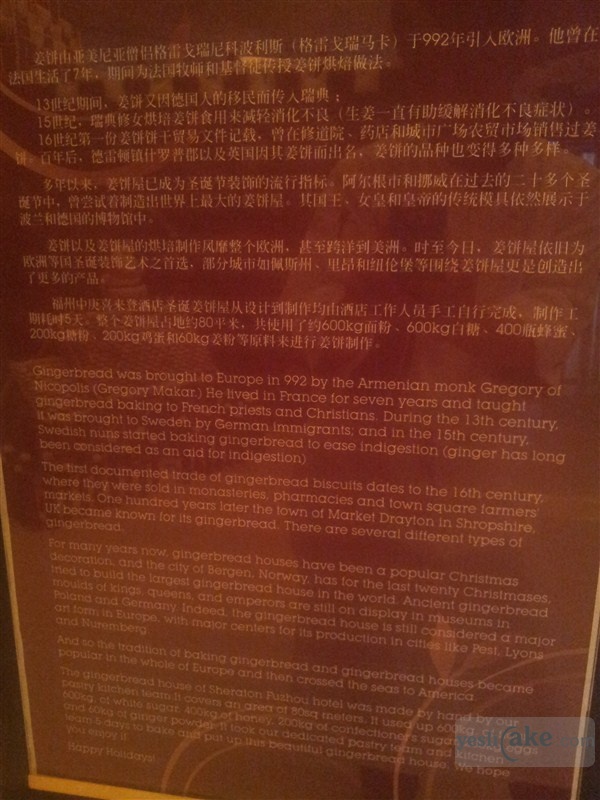 姜饼由亚美尼亚僧侣格雷戈瑞尼科波利斯（格雷戈瑞马卡）于992年引入欧洲。他曾在
法国生活了7年，期间为法国牧师和基督徒传授姜饼烘焙做法。
13世纪期间，姜饼又因德国人的移民而传入瑞典；
15世纪，瑞典修女烘培姜饼食用来减轻消化不良（生姜一直有助缓解消化不良症状）。
16世纪第一份姜饼饼干贸易文件记载，曾在修道院、药店和城市广场农贸市场销售过姜
饼。百年后，德雷顿镇什罗普郡以及英国因其姜饼而出名，姜饼的品种也变得多种多样。
多年以来，姜饼屋已成为圣诞节装饰的流行指标。阿尔根市和挪威在过去的二十多个圣
诞节中，曾尝试着制造出世界上最大的姜饼屋。其国王、女皇和皇帝的传统模具依然展示于
波兰和德国的博物馆中。
姜饼以及姜饼屋的烘培制作风靡整个欧洲，甚至跨洋到美洲。时至今日，姜饼屋依旧为
欧洲等国圣诞装饰艺术之首选，部分城市如佩斯州、里昂和纽伦堡等围绕姜饼屋更是创造出
了更多的产品。
福州中庚喜来登酒店圣诞姜饼屋从设计到制作均由酒店工作人员手工自行完成，制作工
期耗时5天。整个姜饼屋占地约80平米，共使用了约600kg面粉、600kg白糖、400瓶蜂蜜、
200kg糖粉、200kg鸡蛋和60kg姜粉等原料来进行姜饼制作。
Gingerbread was brought to Europe in 992 by the Armenian monk Gregory of
Nicopolis (Gregory Makar.) He lived in France for seven years and taught
gingerbread baking to French priests and Christians. During the 13th century,
it was brought to Sweden by German immigrants; and in the 15th century,
Swedish nuns started baking gingerbread to ease indigestion (ginger has long
been considered as an aid for indigestion)
The first documented trade of gingerbread biscuits dates to the 16th century,
where they were sold in monasteries, pharmacies and town square farmers'
markets. One hundred years later the town of Market Drayton in Shropshire,
UK became known for its gingerbread. There are several different types of
gingerbread.
For many years now, gingerbread houses have been a popular Christmas
decoration, and the city of Bergen, Norway, has for the last twenty Christmases,
tried to build the largest gingerbread house in the world. Ancient gingerbread
moulds of kings, queens, and emperors are still on display in museums in
Poland and Germany. Indeed, the gingerbread house is still considered a major
art form in Europe, with major centers for its production in cities like Pest, Lyons
and Nuremberg.
And so the tradition of baking gingerbread and gingerbread houses became
popular in the whole of Europe and then crossed the seas to America.
The gingerbread house of Sheraton Fuzhou hotel was made by hand by our
pastry kitchen team. It covers an area of 80sq meters. It used up 600kg
600kg. of white sugar, 400kg of honey, 200kg of confectioner's sugar eggs
and 60kg of ginger powder. It took our dedicated pastry team and kitchen
team 5 days to bake and put up this beautiful gingerbread house. We hope
you enjoy it
Happy Holidays!